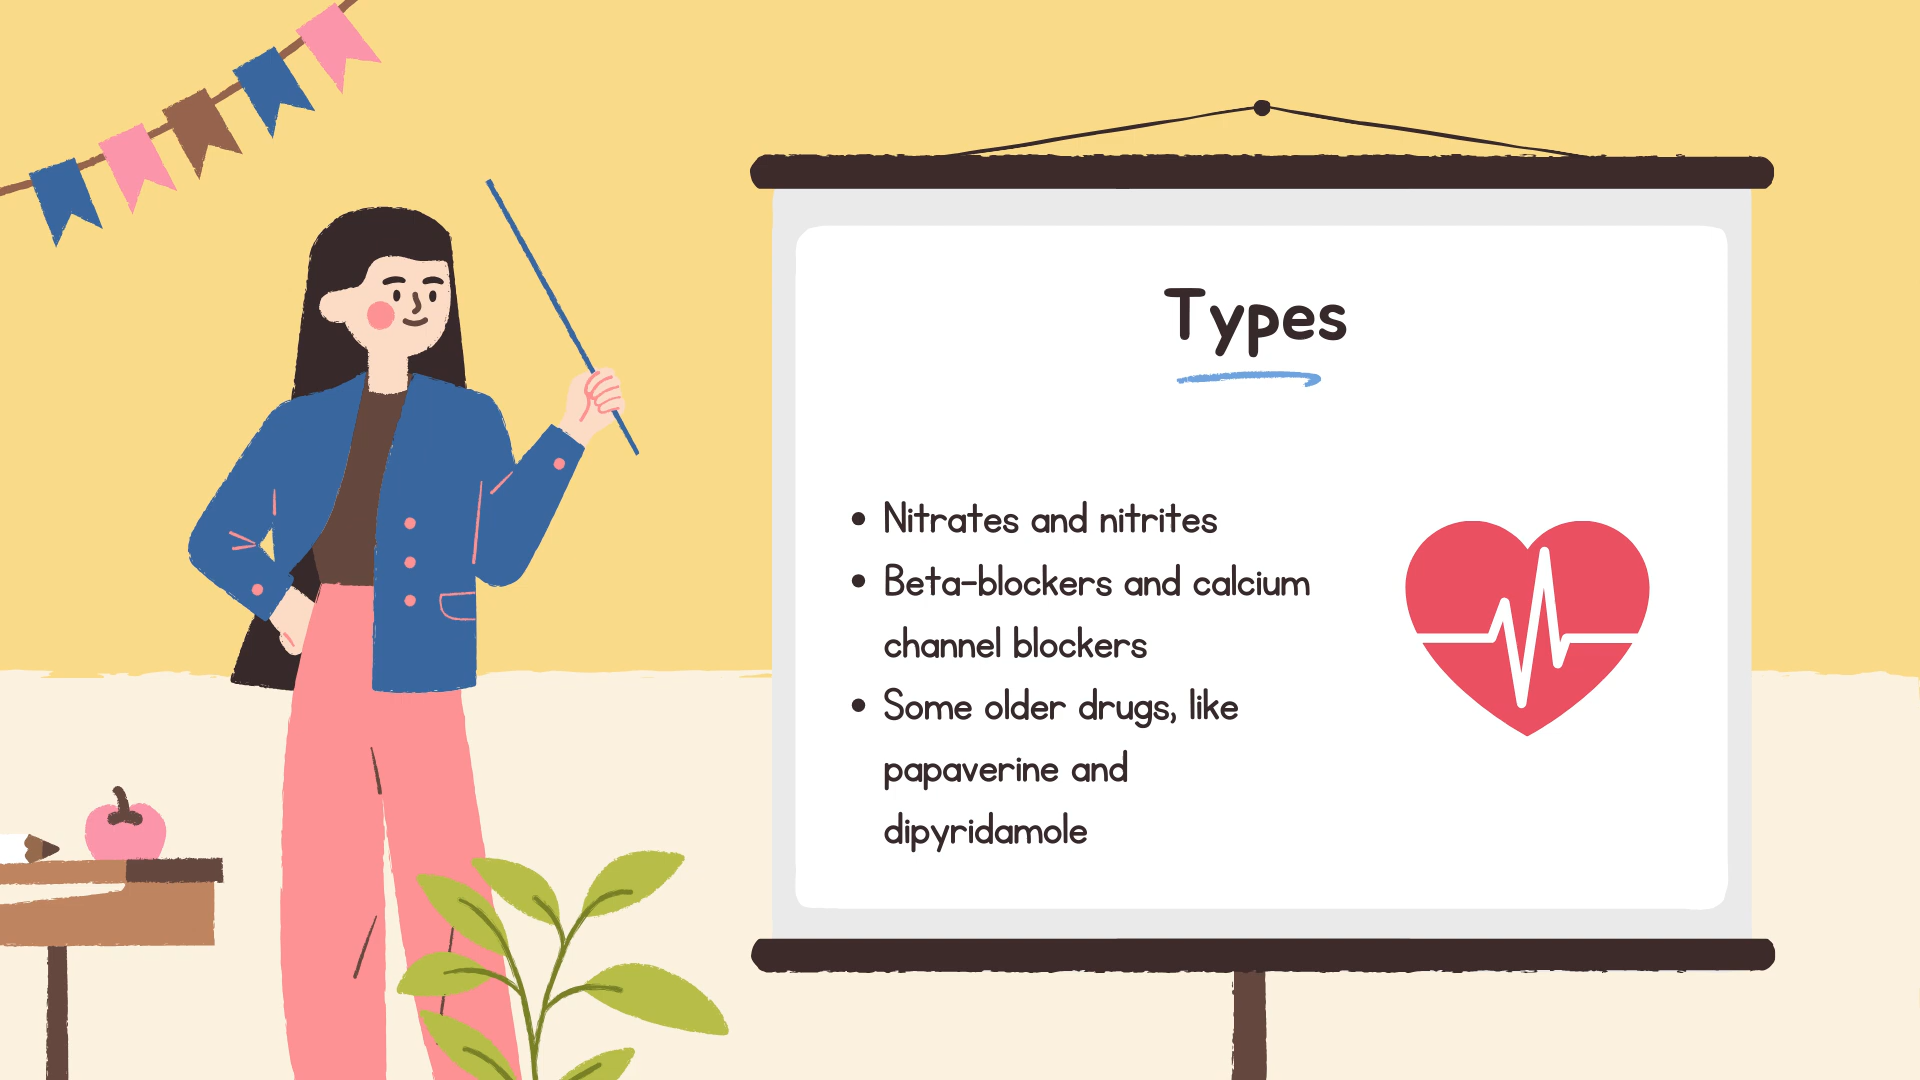 Types
• Nitrates and nitrites
• Beta-blockers and calcium
channel blockers
• Some older drugs, like
papaverine and
dipyridamole